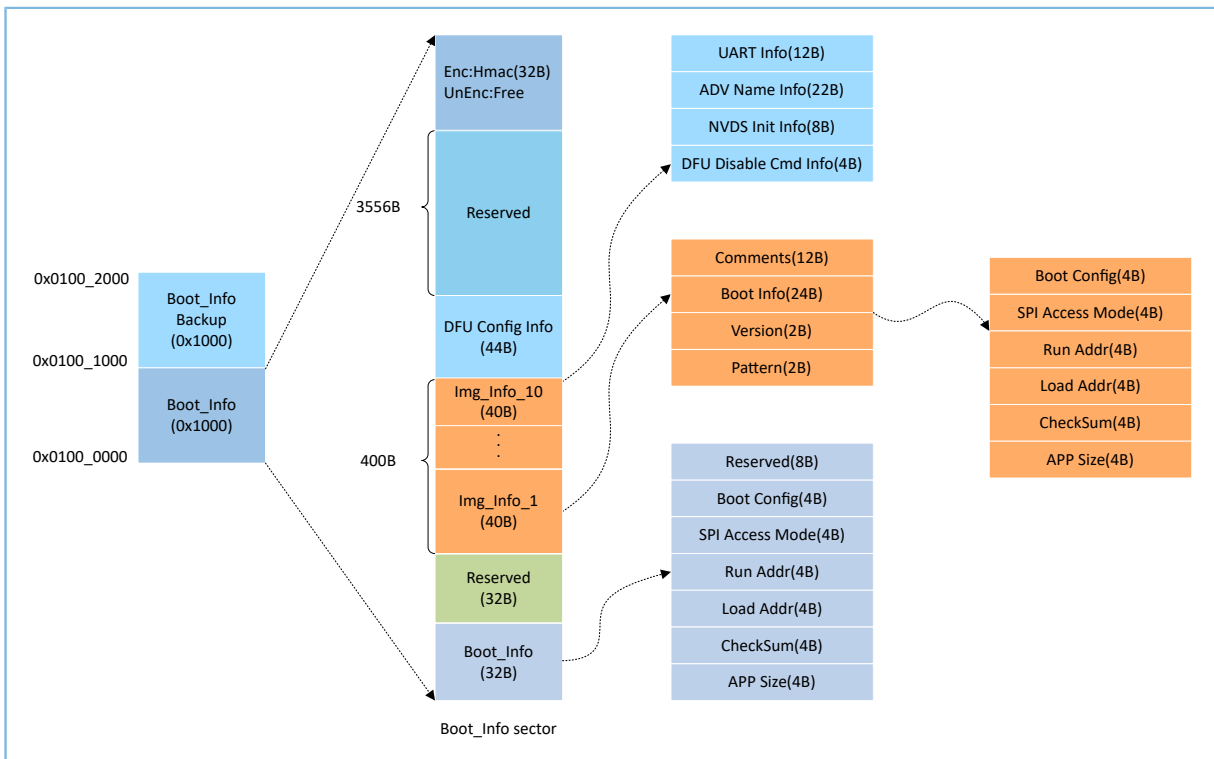 0x0100_2000
0x0100_1000
0x0100_0000
Boot_Info
Backup
(0x1000)
Boot_Info
(0x1000)
3556B
400B
Enc:Hmac(32B)
UnEnc:Free
Reserved
DFU Config Info
(44B)
Img_Info_10
(40B)
.
.
.
Img_Info_1
(40B)
Reserved
(32B)
Boot_Info
(32B)
Boot_Info sector
UART Info(12B)
ADV Name Info(22B)
NVDS Init Info(8B)
DFU Disable Cmd Info(4B)
Comments(12B)
Boot Info(24B)
Version(2B)
Pattern(2B)
Reserved(8B)
Boot Config(4B)
SPI Access Mode(4B)
Run Addr(4B)
Load Addr(4B)
CheckSum(4B)
APP Size(4B)
Boot Config(4B)
SPI Access Mode(4B)
Run Addr(4B)
Load Addr(4B)
CheckSum(4B)
APP Size(4B)